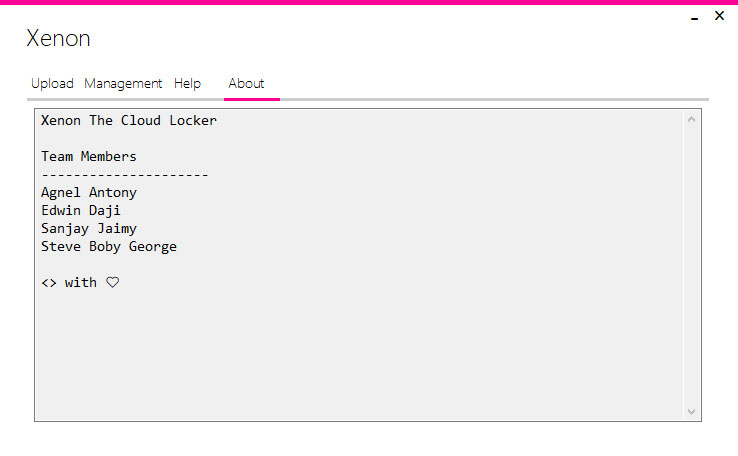 Xenon
Upload Management Help About
Xenon The Cloud Locker
Team Members
---------------------
Agnel Antony
Edwin Daji
Sanjay Jaimy
Steve Boby George
<> with ♡